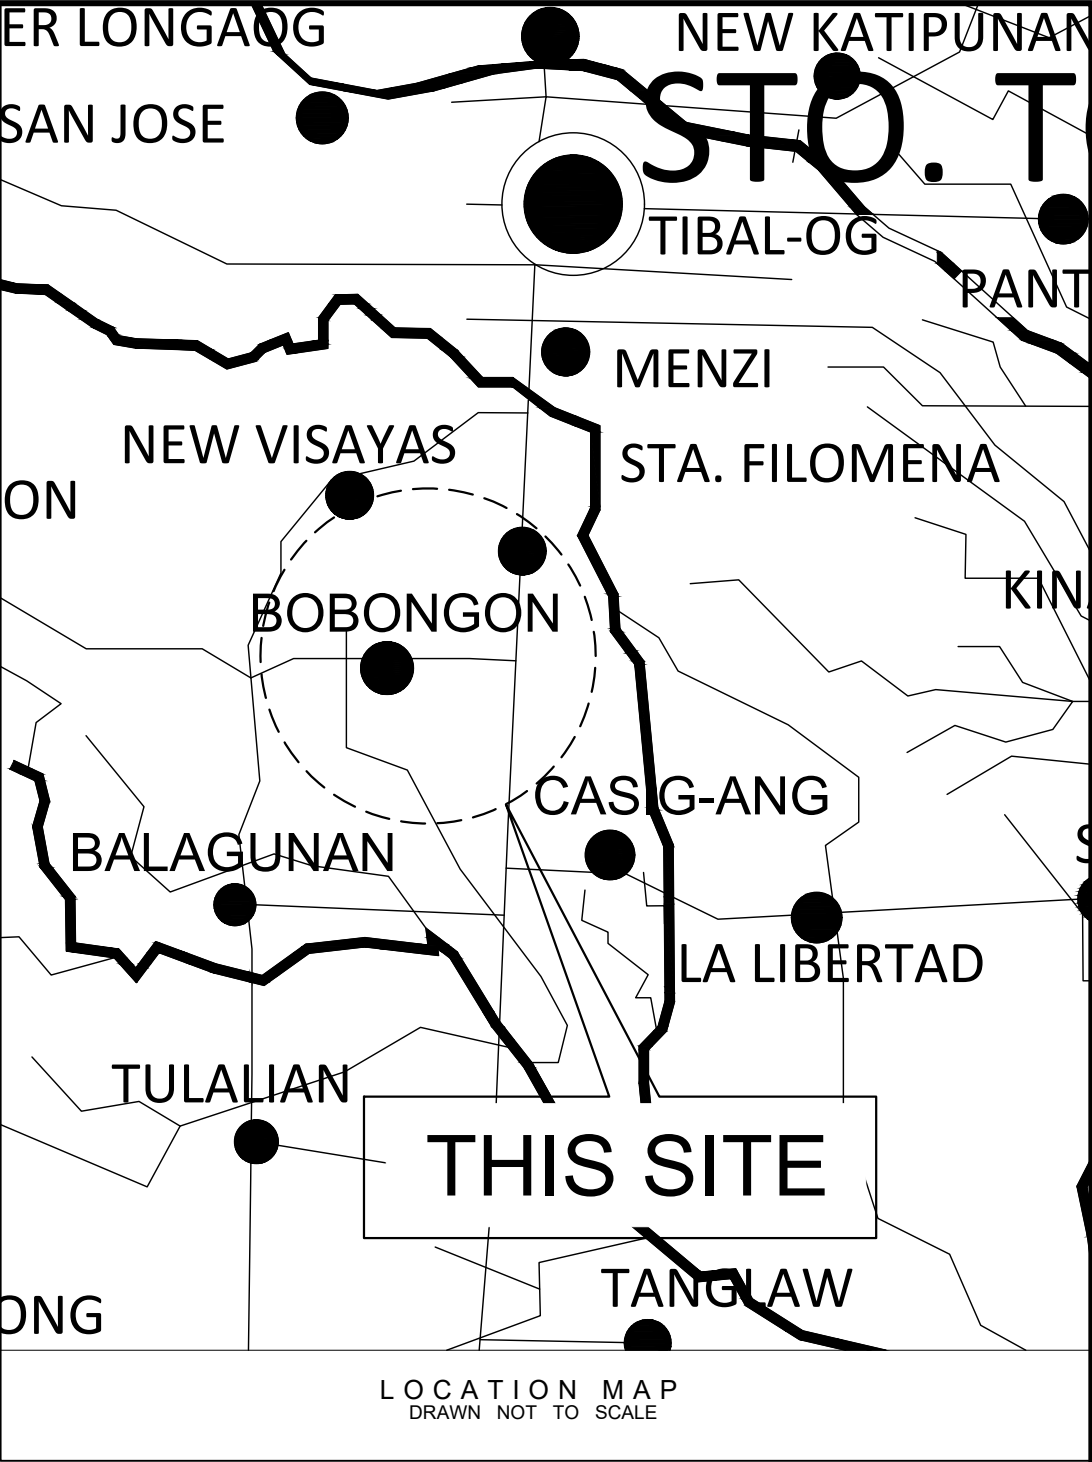 ER LONGAOG
NEW KATIPUNAN
STO. T
SAN JOSE
TIBAL-OG
PANT
MENZI
NEW VISAYAS
STA. FILOMENA
ON
KIN
BOBONGON
CASIG-ANG
BALAGUNAN
S
LA LIBERTAD
TULALIAN
THIS SITE
TANGLAW
ONG
LOCATION MAP
DRAWN NOT TO SCALE